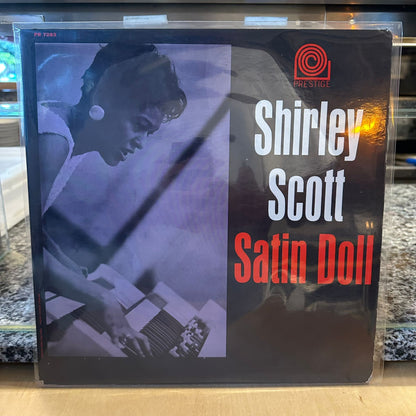 PR 7283
PRESTIGE
Shirley
Scott
Satin Doll